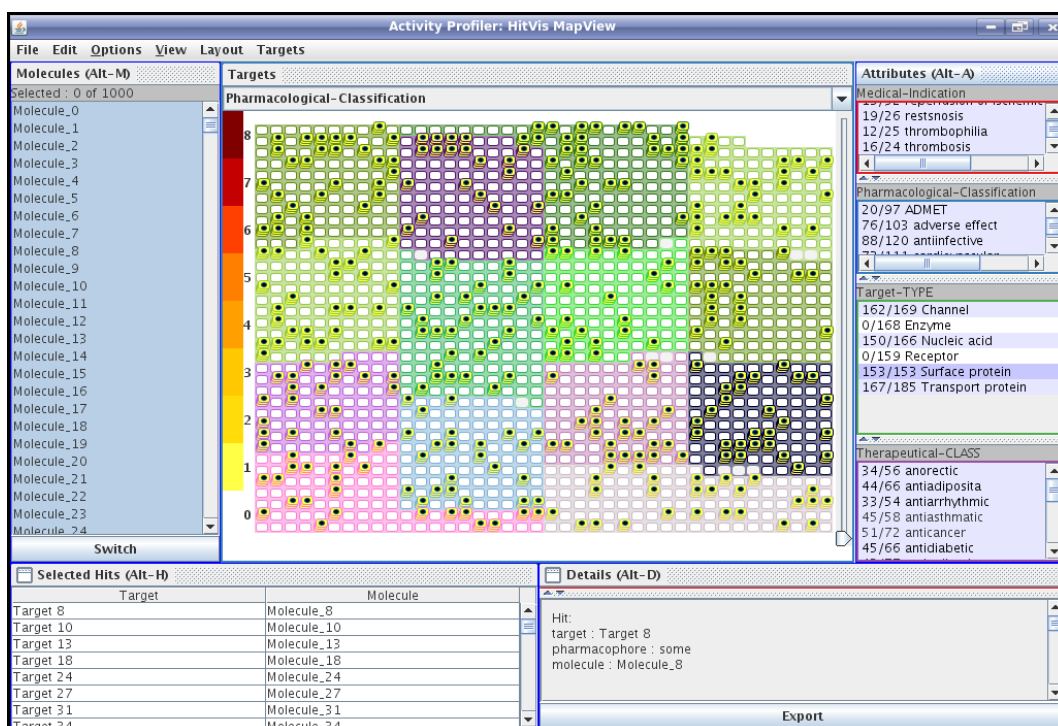 Activity Profiler: HitVis MapView
File Edit Options View Layout Targets
Molecules (Alt-M)
Selected : 0 of 1000
Molecule_0
Molecule_1
Molecule_2
Molecule_3
Molecule_4
Molecule_5
Molecule_6
Molecule_7
Molecule_8
Molecule_9
Molecule_10
Molecule_11
Molecule_12
Molecule_13
Molecule_14
Molecule_15
Molecule_16
Molecule_17
Molecule_18
Molecule_19
Molecule_20
Molecule_21
Molecule_22
Molecule_23
Molecule_24
Switch
Targets
Pharmacological-Classification
8
7
6
5
4
3
2
1
0
Attributes (Alt-A)
Medical-Indication
19/26 restsnosis
12/25 thrombophilia
16/24 thrombosis
Pharmacological-Classification
20/97 ADMET
76/103 adverse effect
88/120 antiinfective
Target-TYPE
162/169 Channel
0/168 Enzyme
150/166 Nucleic acid
0/159 Receptor
153/153 Surface protein
167/185 Transport protein
Therapeutical-CLASS
34/56 anorectic
44/66 antiadiposita
33/54 antiarrhythmic
45/58 antiasthmatic
51/72 anticancer
45/66 antidiabetic
Selected Hits (Alt-H)
Target Molecule
Target 8 Molecule_8
Target 10 Molecule_10
Target 13 Molecule_13
Target 18 Molecule_18
Target 24 Molecule_24
Target 27 Molecule_27
Target 31 Molecule_31
Target 34 Molecule_34
Details (Alt-D)
Hit:
target : Target 8
pharmacophore : some
molecule : Molecule_8
Export